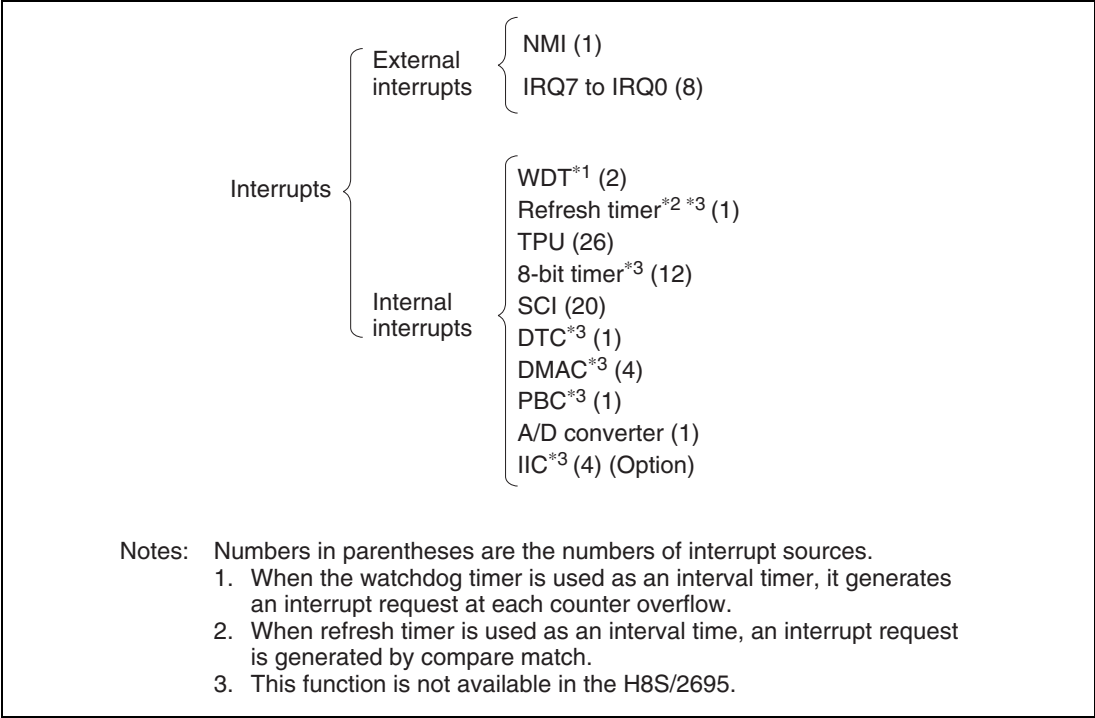 NMI (1)
External
interrupts
IRQ7 to IRQ0 (8)
Interrupts
WDT*1 (2)
Refresh timer*2 *3 (1)
TPU (26)
8-bit timer*3 (12)
Internal
interrupts
SCI (20)
DTC*3 (1)
DMAC*3 (4)
PBC*3 (1)
A/D converter (1)
IIC*3 (4) (Option)
Notes: Numbers in parentheses are the numbers of interrupt sources.
1. When the watchdog timer is used as an interval timer, it generates
an interrupt request at each counter overflow.
2. When refresh timer is used as an interval time, an interrupt request
is generated by compare match.
3. This function is not available in the H8S/2695.